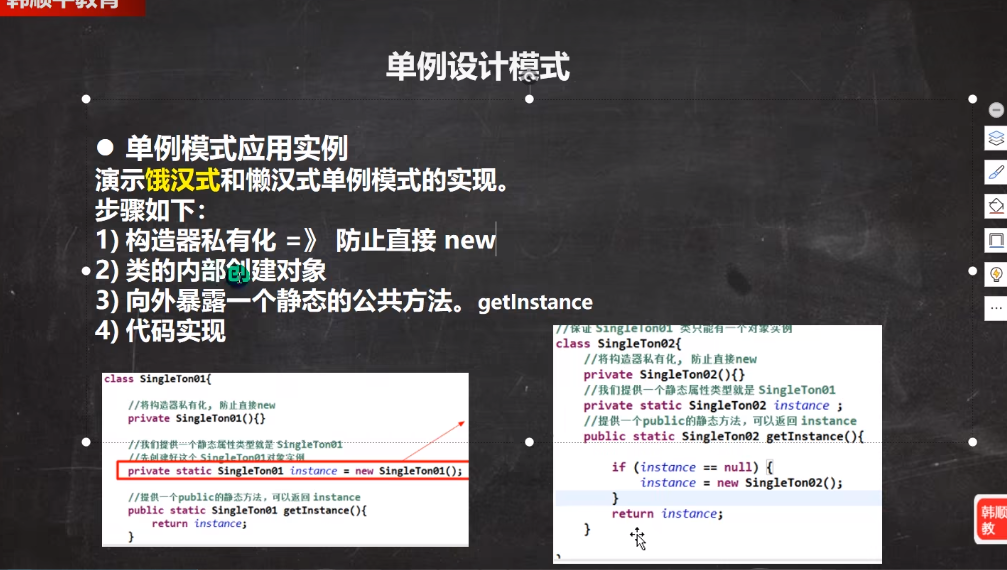 韩顺平教育
单例设计模式
● 单例模式应用实例
演示饿汉式和懒汉式单例模式的实现。
步骤如下：
1) 构造器私有化 =》 防止直接 new
2) 类的内部创建对象
3) 向外暴露一个静态的公共方法。getInstance
4) 代码实现
class SingleTon01{
//将构造器私有化, 防止直接new
private SingleTon01(){}
//我们提供一个静态属性类型就是 SingleTon01
//先创建好这个 SingleTon01对象实例
private static SingleTon01 instance = new SingleTon01();
//提供一个public的静态方法，可以返回 instance
public static SingleTon01 getInstance(){
return instance;
}
//保证 SingleTon01 类只能有一个对象实例
class SingleTon02{
//将构造器私有化, 防止直接new
private SingleTon02(){}
//我们提供一个静态属性类型就是 SingleTon01
private static SingleTon02 instance ;
//提供一个public的静态方法，可以返回 instance
public static SingleTon02 getInstance(){
if (instance == null) {
instance = new SingleTon02();
}
return instance;
}
韩顺
教